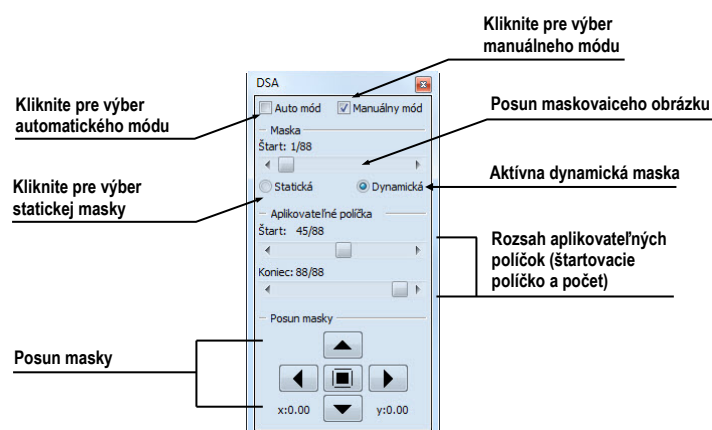 Kliknite pre výber
manuálneho módu
Kliknite pre výber
automatického módu
Kliknite pre výber
statickej masky
Posun masky
DSA
Auto mód
Manuálny mód
Maska
Štart: 1/88
Statická
Dynamická
Aplikovateľné políčka
Štart: 45/88
Koniec: 88/88
Posun masky
x:0.00
y:0.00
Posun maskovaiceho obrázku
Aktívna dynamická maska
Rozsah aplikovateľných
políčok (štartovacie
políčko a počet)